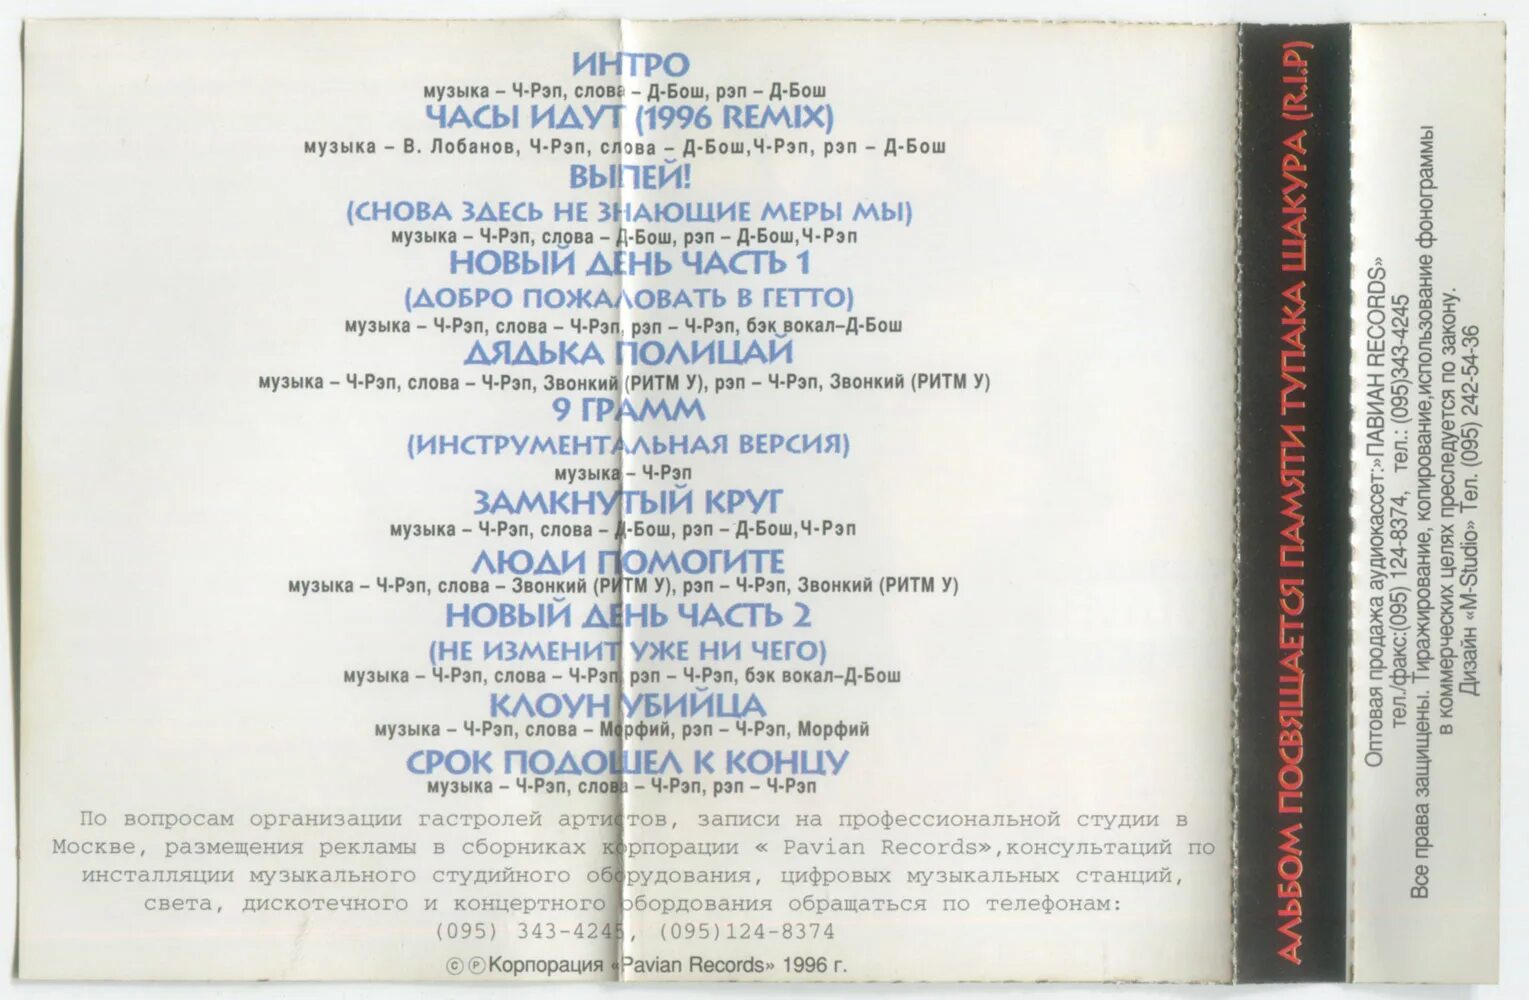 ИНТРО
музыка – Ч-Рэп, слова – Д-Бош, рэп – Д-Бош
ЧАСЫ ИДУТ (1996 REMIX)
музыка – В. Лобанов, Ч-Рэп, слова – Д-Бош,Ч-Рэп, рэп – Д-Бош
ВЫПЕЙ!
(СНОВА ЗДЕСЬ НЕ ЗНАЮЩИЕ МЕРЫ МЫ)
музыка – Ч-Рэп, слова – Д-Бош, рэп – Д-Бош,Ч-Рэп
НОВЫЙ ДЕНЬ ЧАСТЬ 1
(ДОБРО ПОЖАЛОВАТЬ В ГЕТТО)
музыка – Ч-Рэп, слова – Ч-Рэп, рэп – Ч-Рэп, бэк вокал–Д-Бош
ДЯДЬКА ПОЛИЦАЙ
музыка – Ч-Рэп, слова – Ч-Рэп, Звонкий (РИТМ У), рэп – Ч-Рэп, Звонкий (РИТМ У)
9 ГРАММ
(ИНСТРУМЕНТАЛЬНАЯ ВЕРСИЯ)
музыка – Ч-Рэп
ЗАМКНУТЫЙ КРУГ
музыка – Ч-Рэп, слова – Д-Бош, рэп – Д-Бош,Ч-Рэп
ЛЮДИ ПОМОГИТЕ
музыка – Ч-Рэп, слова – Звонкий (РИТМ У), рэп – Ч-Рэп, Звонкий (РИТМ У)
НОВЫЙ ДЕНЬ ЧАСТЬ 2
(НЕ ИЗМЕНИТ УЖЕ НИ ЧЕГО)
музыка – Ч-Рэп, слова – Ч-Рэп, рэп – Ч-Рэп, бэк вокал–Д-Бош
КЛОУН УБИЙЦА
музыка – Ч-Рэп, слова – Морфий, рэп – Ч-Рэп, Морфий
СРОК ПОДОШЕЛ К КОНЦУ
музыка – Ч-Рэп, слова – Ч-Рэп, рэп – Ч-Рэп
По вопросам организации гастролей артистов, записи на профессиональной студии в
Москве, размещения рекламы в сборниках корпорации « Pavian Records»,консультаций по
инсталляции музыкального студийного оборудования, цифровых музыкальных станций,
света, дискотечного и концертного обордования обращаться по телефонам:
(095) 343-4245, (095)124-8374
©℗Корпорация «Pavian Records» 1996 г.
АЛЬБОМ ПОСВЯЩАЕТСЯ ПАМЯТИ ТУПАКА ШАКУРА (R.I.P)
Оптовая продажа аудиокассет:»ПАВИАН RECORDS»
тел./факс:(095) 124-8374, тел.: (095)343-4245
Все права защищены. Тиражирование, копирование,использование фонограммы
в коммерческих целях преследуется по закону.
Дизайн «M-Studio» Тел. (095) 242-54-36